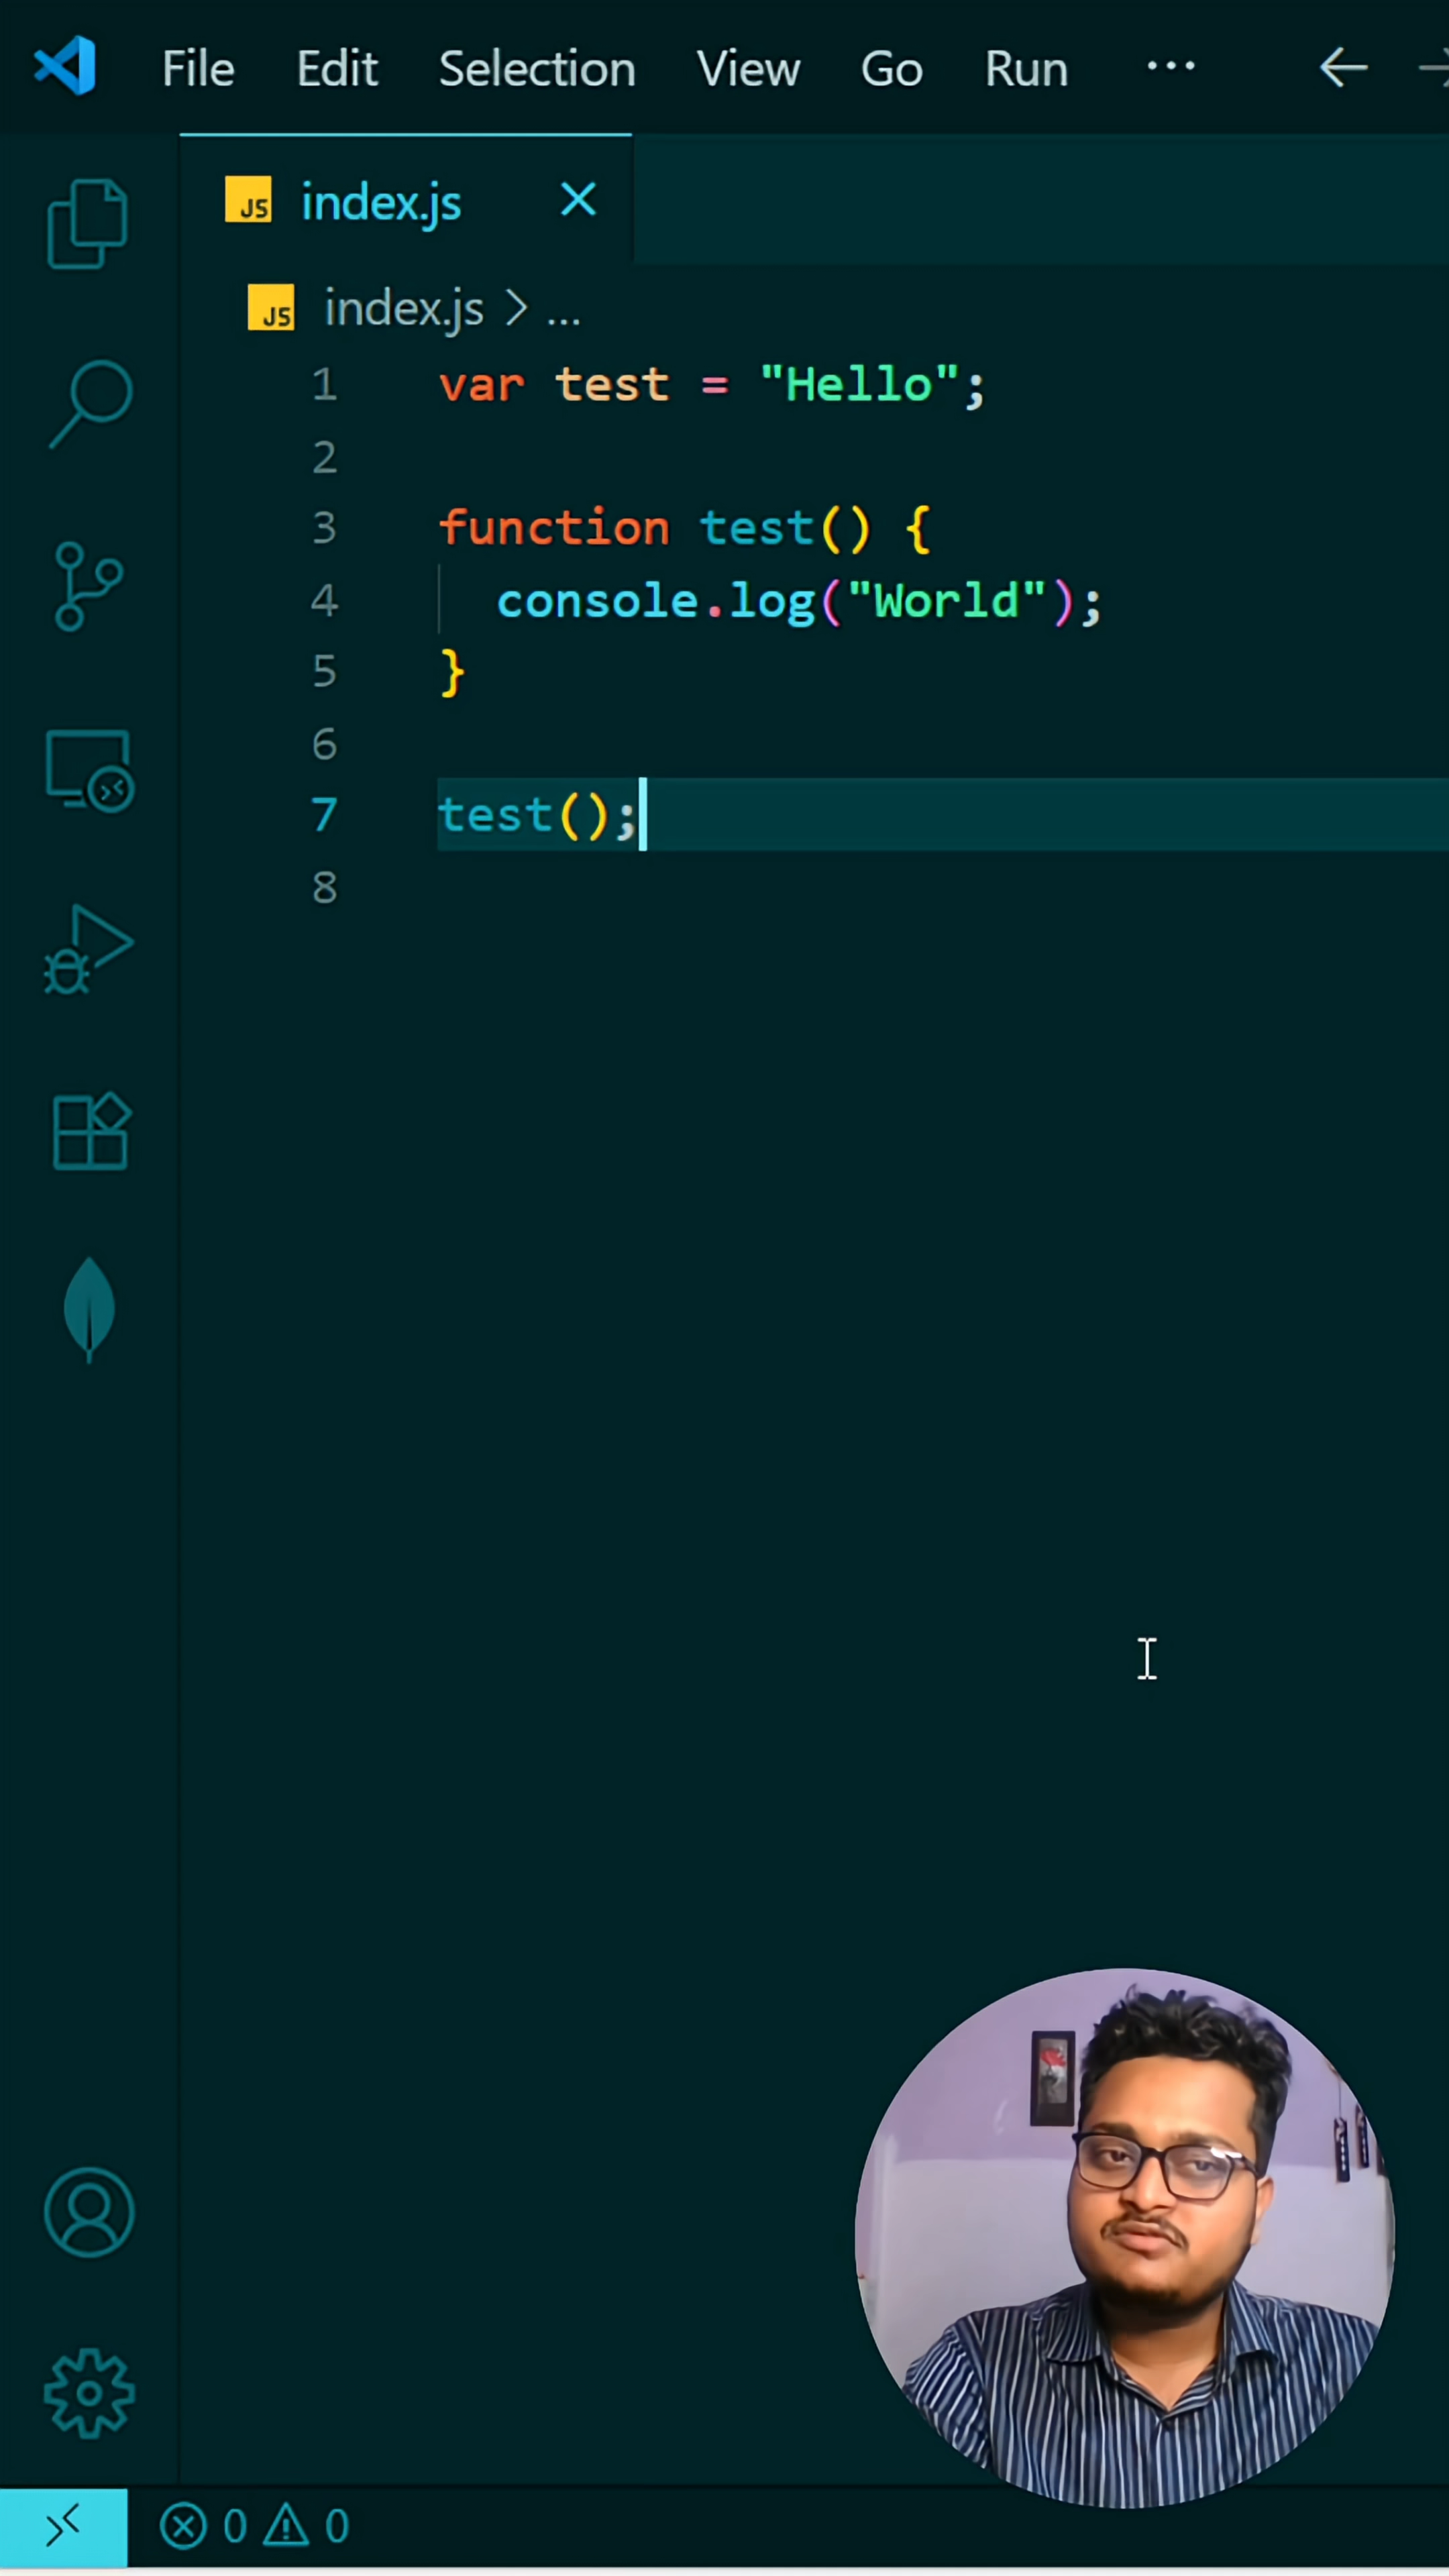 File Edit Selection View Go Run ...
JS index.js
JS index.js > ...
1 var test = "Hello";
2
3 function test() {
4 console.log("World");
5 }
6
7 test();
8
0 0